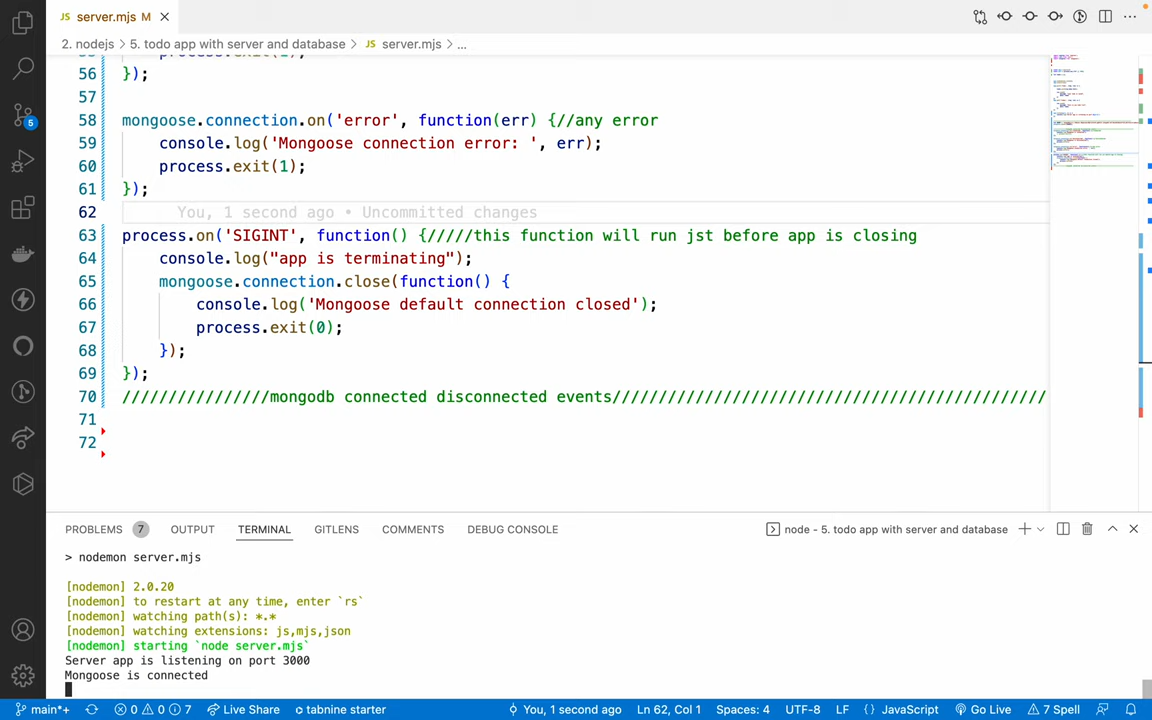 JS server.mjs M
2. nodejs > 5. todo app with server and database > JS server.mjs > ...
56 });
57
58 mongoose.connection.on('error', function(err) {//any error
59 console.log('Mongoose connection error: ', err);
60 process.exit(1);
61 });
62 You, 1 second ago • Uncommitted changes
63 process.on('SIGINT', function() {/////this function will run jst before app is closing
64 console.log("app is terminating");
65 mongoose.connection.close(function() {
66 console.log('Mongoose default connection closed');
67 process.exit(0);
68 });
69 });
70 ////////////////mongodb connected disconnected events///////////////////////////////////////////////
71
72
5
PROBLEMS 7 OUTPUT TERMINAL GITLENS COMMENTS DEBUG CONSOLE node - 5. todo app with server and database
> nodemon server.mjs
[nodemon] 2.0.20
[nodemon] to restart at any time, enter `rs`
[nodemon] watching path(s): *.*
[nodemon] watching extensions: js,mjs,json
[nodemon] starting `node server.mjs`
Server app is listening on port 3000
Mongoose is connected
main*+ 0 0 7 Live Share tabnine starter You, 1 second ago Ln 62, Col 1 Spaces: 4 UTF-8 LF {} JavaScript Go Live 7 Spell